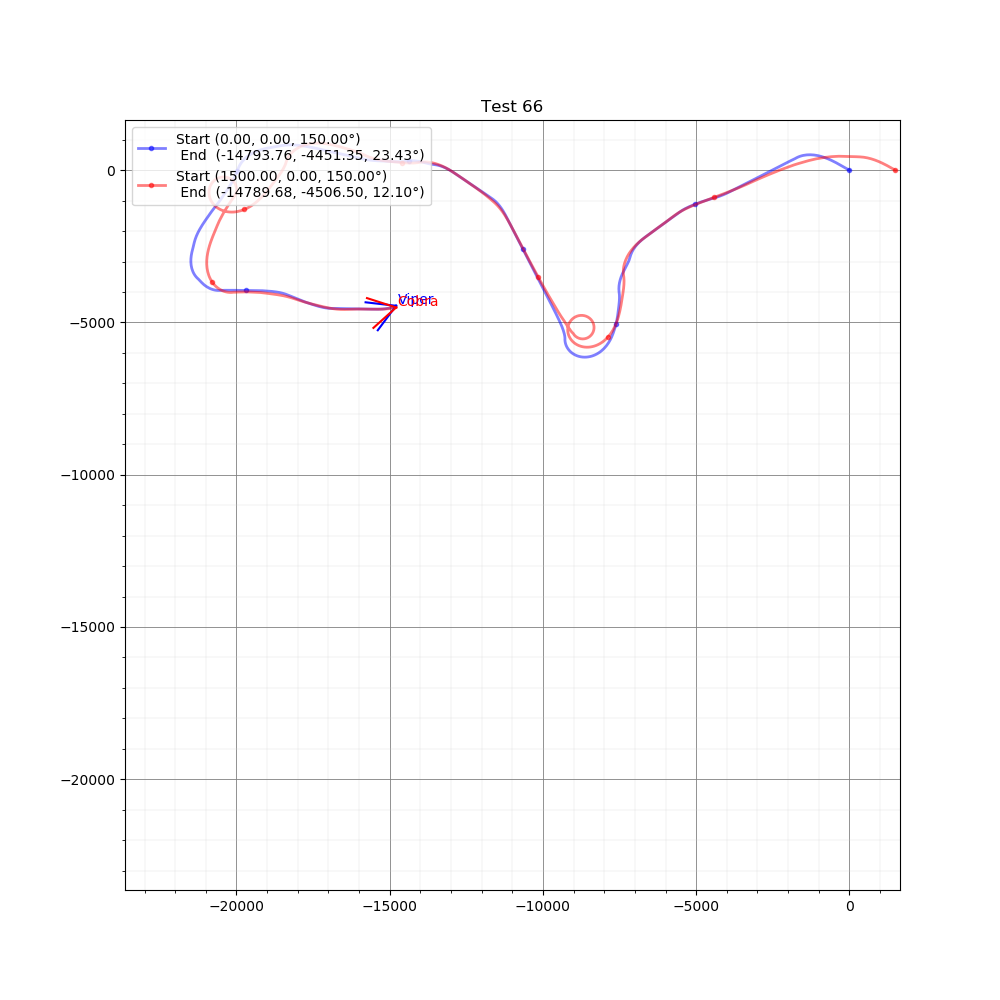 Test 66
Start (0.00, 0.00, 150.00°)
End (-14793.76, -4451.35, 23.43°)
Start (1500.00, 0.00, 150.00°)
End (-14789.68, -4506.50, 12.10°)
0
Viper
Cobra
−5000
−10000
−15000
−20000
−20000 −15000 −10000 −5000 0